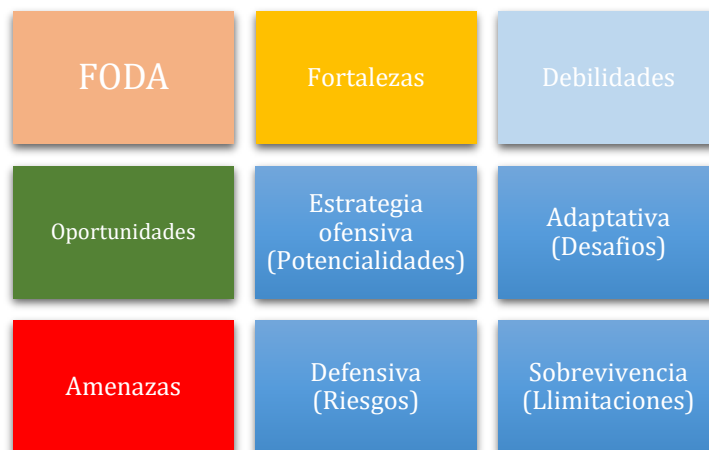 FODA
Fortalezas
Debilidades
Oportunidades
Estrategia
ofensiva
(Potencialidades)
Adaptativa
(Desafios)
Amenazas
Defensiva
(Riesgos)
Sobrevivencia
(Llimitaciones)